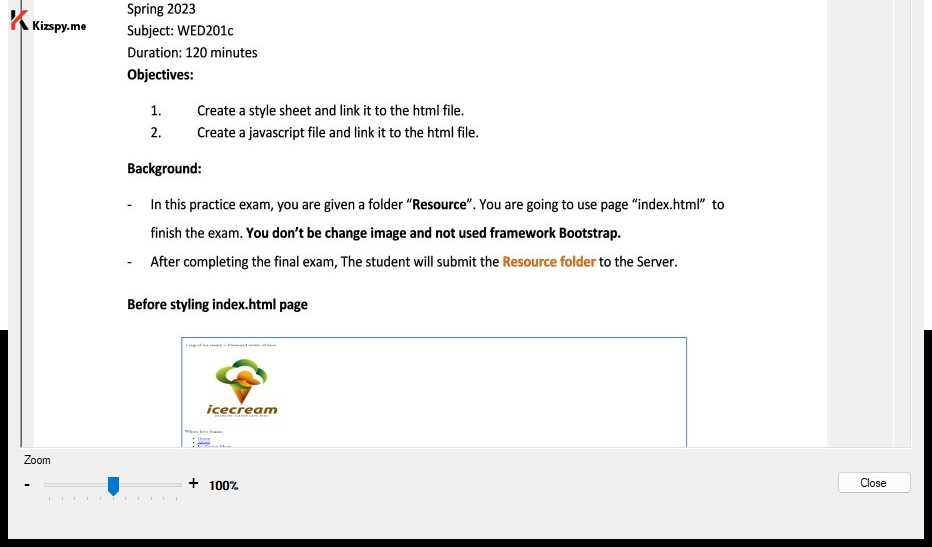 Kizspy.me
Spring 2023
Subject: WED201c
Duration: 120 minutes
Objectives:
1. Create a style sheet and link it to the html file.
2. Create a javascript file and link it to the html file.
Background:
- In this practice exam, you are given a folder “Resource”. You are going to use page “index.html” to
finish the exam. You don’t be change image and not used framework Bootstrap.
- After completing the final exam, The student will submit the Resource folder to the Server.
Before styling index.html page
icecream
Home
Zoom
- + 100%
Close